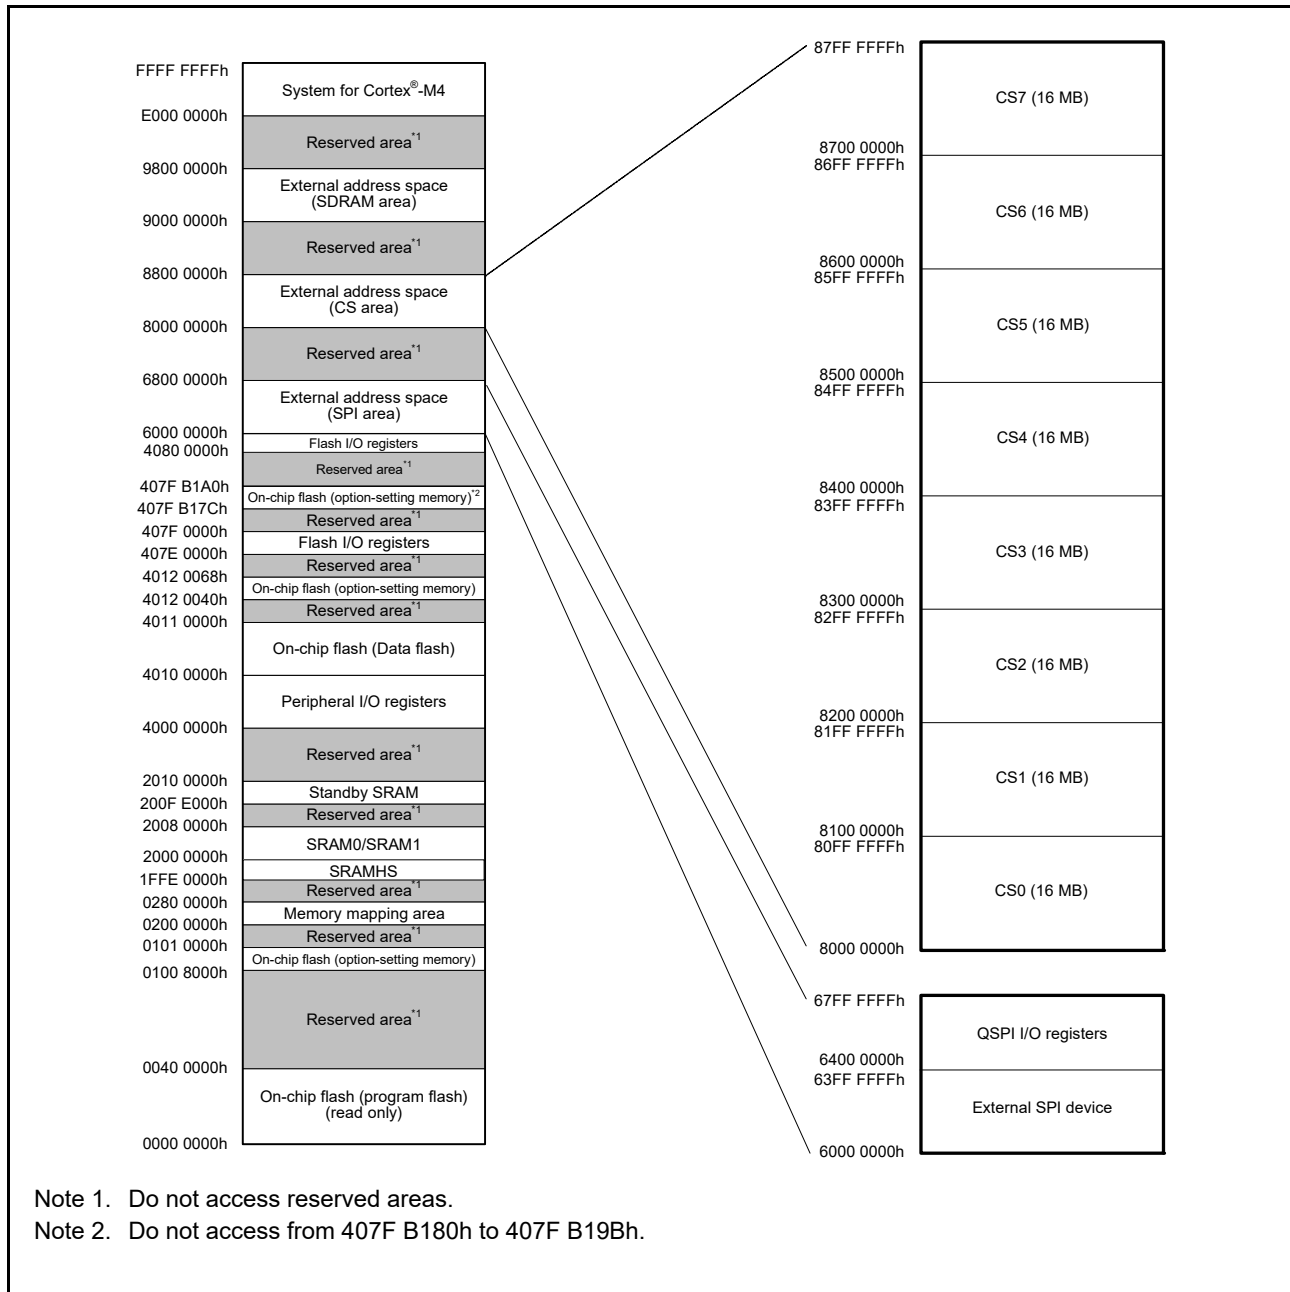 FFFF FFFFh
System for Cortex®-M4
E000 0000h
Reserved area*1
9800 0000h
External address space
(SDRAM area)
9000 0000h
Reserved area*1
8800 0000h
External address space
(CS area)
8000 0000h
Reserved area*1
6800 0000h
External address space
(SPI area)
6000 0000h
Flash I/O registers
4080 0000h
Reserved area*1
407F B1A0h
On-chip flash (option-setting memory)*2
407F B17Ch
Reserved area*1
407F 0000h
Flash I/O registers
407E 0000h
Reserved area*1
4012 0068h
On-chip flash (option-setting memory)
4012 0040h
Reserved area*1
4011 0000h
On-chip flash (Data flash)
4010 0000h
Peripheral I/O registers
4000 0000h
Reserved area*1
2010 0000h
Standby SRAM
200F E000h
Reserved area*1
2008 0000h
SRAM0/SRAM1
2000 0000h
SRAMHS
1FFE 0000h
Reserved area*1
0280 0000h
Memory mapping area
0200 0000h
Reserved area*1
0101 0000h
On-chip flash (option-setting memory)
0100 8000h
Reserved area*1
0040 0000h
On-chip flash (program flash)
(read only)
0000 0000h
87FF FFFFh
CS7 (16 MB)
8700 0000h
86FF FFFFh
CS6 (16 MB)
8600 0000h
85FF FFFFh
CS5 (16 MB)
8500 0000h
84FF FFFFh
CS4 (16 MB)
8400 0000h
83FF FFFFh
CS3 (16 MB)
8300 0000h
82FF FFFFh
CS2 (16 MB)
8200 0000h
81FF FFFFh
CS1 (16 MB)
8100 0000h
80FF FFFFh
CS0 (16 MB)
8000 0000h
67FF FFFFh
QSPI I/O registers
6400 0000h
63FF FFFFh
External SPI device
6000 0000h
Note 1. Do not access reserved areas.
Note 2. Do not access from 407F B180h to 407F B19Bh.